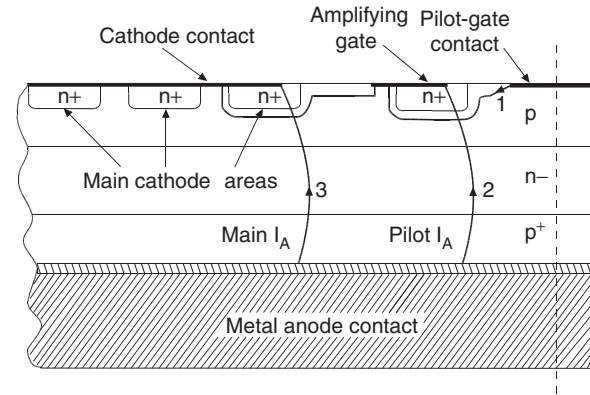 Amplifying
gate
Pilot-gate
contact
Cathode contact
n+
n+
n+
n+
1
p
Main cathode areas
3
2
n–
Main I_A
Pilot I_A
p⁺
Metal anode contact